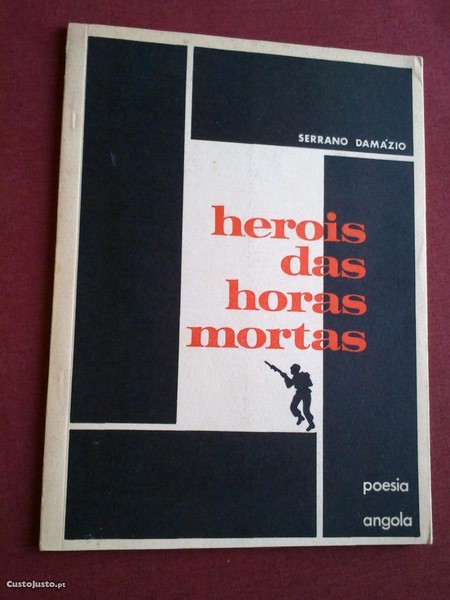 SERRANO DAMÁZIO
herois
das
horas
mortas
poesia
angola
CustoJusto.pt